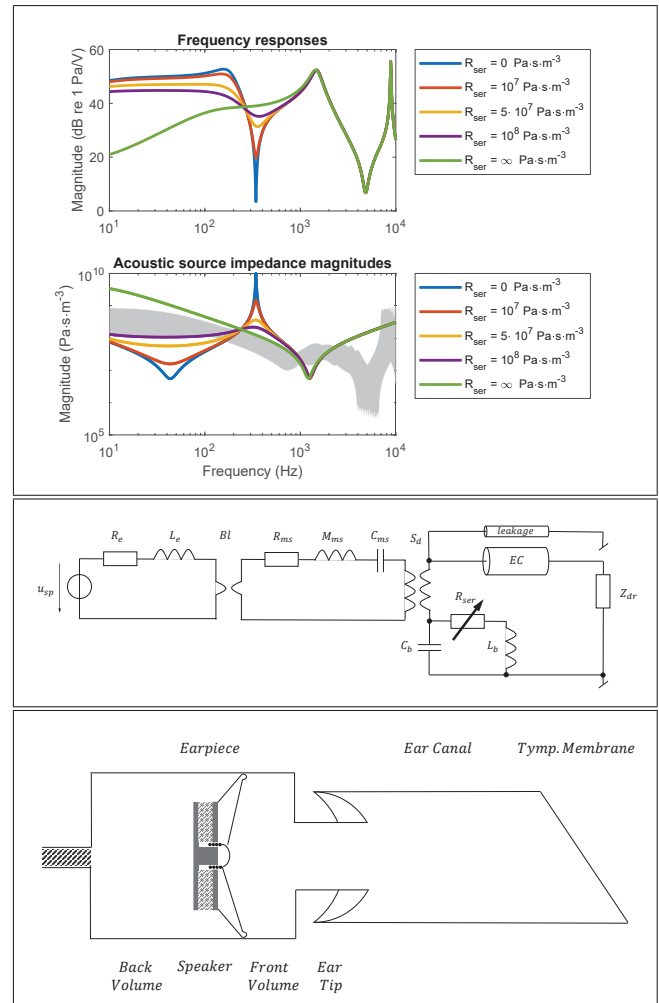 Frequency responses
60
40
20
0
Magnitude (dB re 1 Pa/V)
10^1
10^2
10^3
10^4
R_ser = 0 Pa·s·m^-3
R_ser = 10^7 Pa·s·m^-3
R_ser = 5· 10^7 Pa·s·m^-3
R_ser = 10^8 Pa·s·m^-3
R_ser = ∞ Pa·s·m^-3
Acoustic source impedance magnitudes
10^10
10^5
Magnitude (Pa·s·m^-3)
10^1
10^2
10^3
10^4
Frequency (Hz)
R_ser = 0 Pa·s·m^-3
R_ser = 10^7 Pa·s·m^-3
R_ser = 5· 10^7 Pa·s·m^-3
R_ser = 10^8 Pa·s·m^-3
R_ser = ∞ Pa·s·m^-3
R_e L_e Bl R_ms M_ms C_ms S_d leakage
EC
u_sp
R_ser
Z_dr
C_b
L_b
Earpiece Ear Canal Tymp. Membrane
Back Speaker Front Ear
Volume Volume Tip